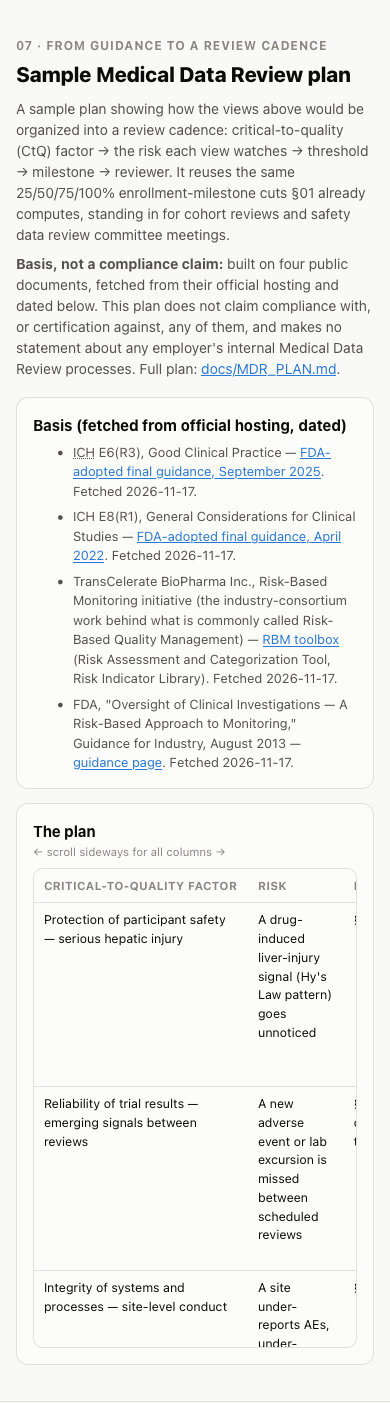 07 · FROM GUIDANCE TO A REVIEW CADENCE
Sample Medical Data Review plan
A sample plan showing how the views above would be
organized into a review cadence: critical-to-quality
(CtQ) factor → the risk each view watches → threshold
→ milestone → reviewer. It reuses the same
25/50/75/100% enrollment-milestone cuts §01 already
computes, standing in for cohort reviews and safety
data review committee meetings.
Basis, not a compliance claim: built on four public
documents, fetched from their official hosting and
dated below. This plan does not claim compliance with,
or certification against, any of them, and makes no
statement about any employer's internal Medical Data
Review processes. Full plan: docs/MDR_PLAN.md.
Basis (fetched from official hosting, dated)
• ICH E6(R3), Good Clinical Practice — FDA-
adopted final guidance, September 2025.
Fetched 2026-11-17.
• ICH E8(R1), General Considerations for Clinical
Studies — FDA-adopted final guidance, April
2022. Fetched 2026-11-17.
• TransCelerate BioPharma Inc., Risk-Based
Monitoring initiative (the industry-consortium
work behind what is commonly called Risk-
Based Quality Management) — RBM toolbox
(Risk Assessment and Categorization Tool,
Risk Indicator Library). Fetched 2026-11-17.
• FDA, "Oversight of Clinical Investigations — A
Risk-Based Approach to Monitoring,"
Guidance for Industry, August 2013 —
guidance page. Fetched 2026-11-17.
The plan
← scroll sideways for all columns →
CRITICAL-TO-QUALITY FACTOR RISK
Protection of participant safety
— serious hepatic injury
A drug-
induced
liver-injury
signal (Hy's
Law pattern)
goes
unnoticed
Reliability of trial results —
emerging signals between
reviews
A new
adverse
event or lab
excursion is
missed
between
scheduled
reviews
Integrity of systems and
processes — site-level conduct
A site
under-
reports AEs,
under-